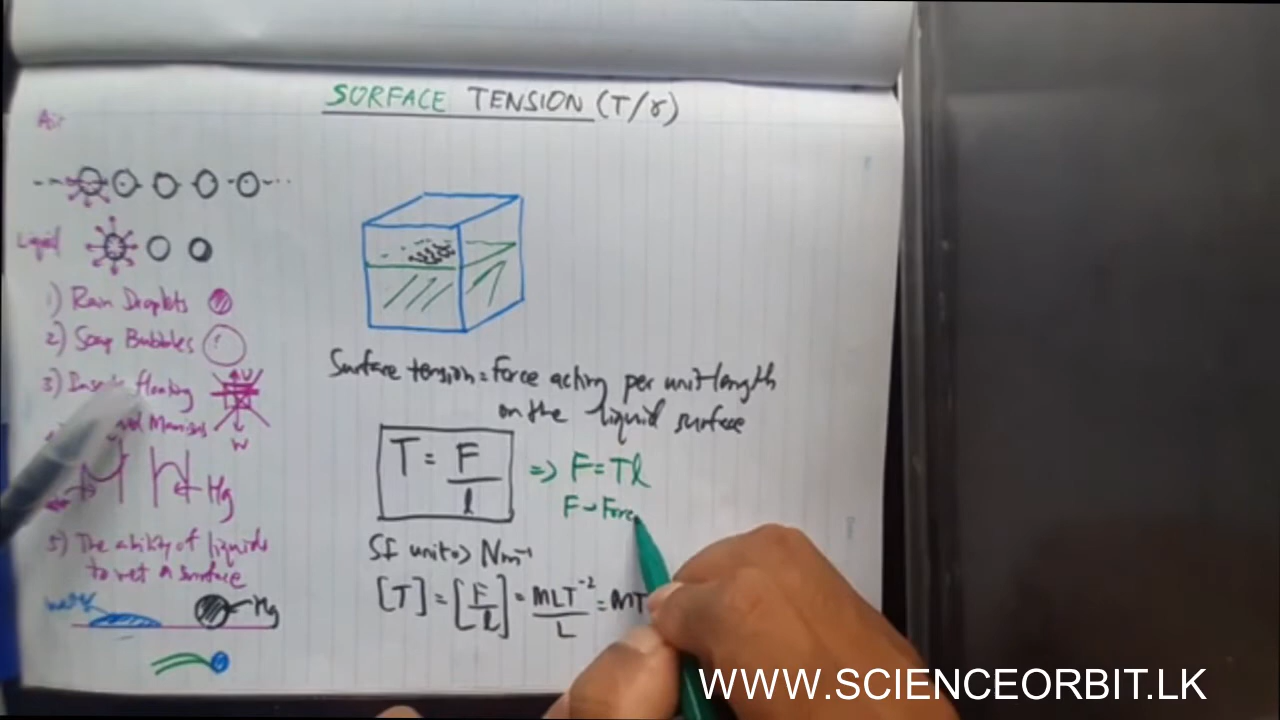 SURFACE TENSION (T/γ)
Air
Liquid
1) Rain Droplets
2) Soap Bubbles
3) floating
U
W
Hg
5) The ability of liquids
to wet a surface
water
Hg
Surface tension = Force acting per unit length
on the liquid surface
T = F/l => F = Tl
F - Force
SI unit => Nm⁻¹
[T] = [F/l] = MLT⁻²/L = MT
WWW.SCIENCEORBIT.LK